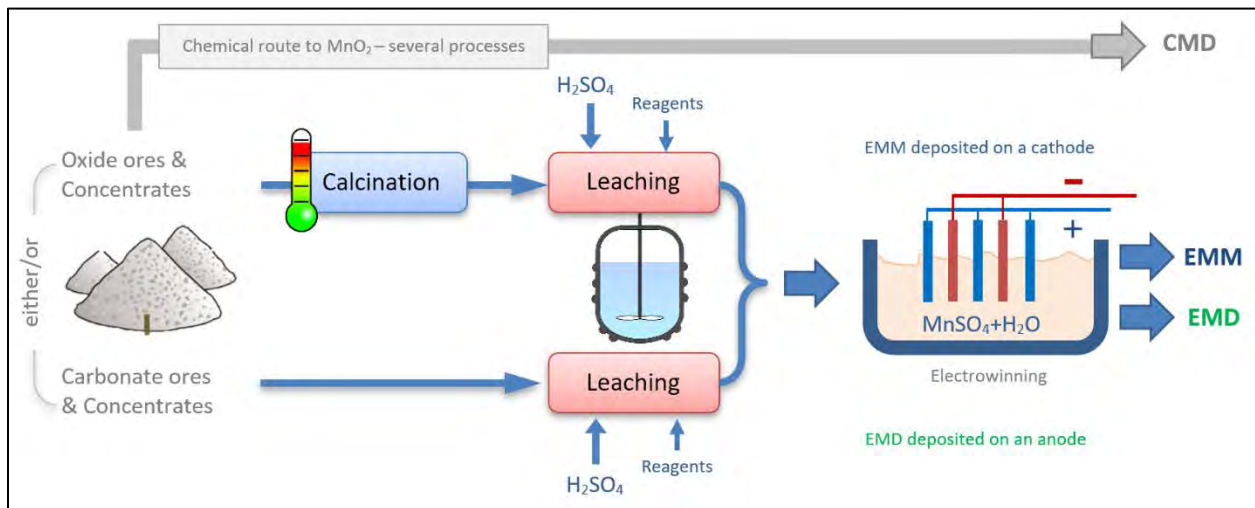 Chemical route to MnO₂ – several processes
CMD
H₂SO₄
Reagents
Oxide ores &
Concentrates
Calcination
Leaching
EMM deposited on a cathode
−
+
either/or
EMM
EMD
MnSO₄+H₂O
Electrowinning
Carbonate ores
& Concentrates
Leaching
Reagents
H₂SO₄
EMD deposited on an anode